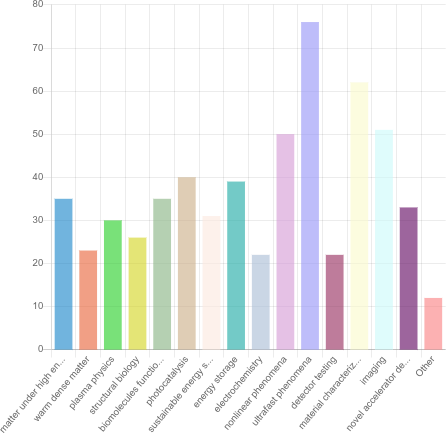 80
70
60
50
40
30
20
10
0
matter under high en...
warm dense matter
plasma physics
structural biology
biomolecules functio...
photocatalysis
sustainable energy s...
energy storage
electrochemistry
nonlinear phenomena
ultrafast phenomena
detector testing
material characteriz...
imaging
novel accelerator de...
Other